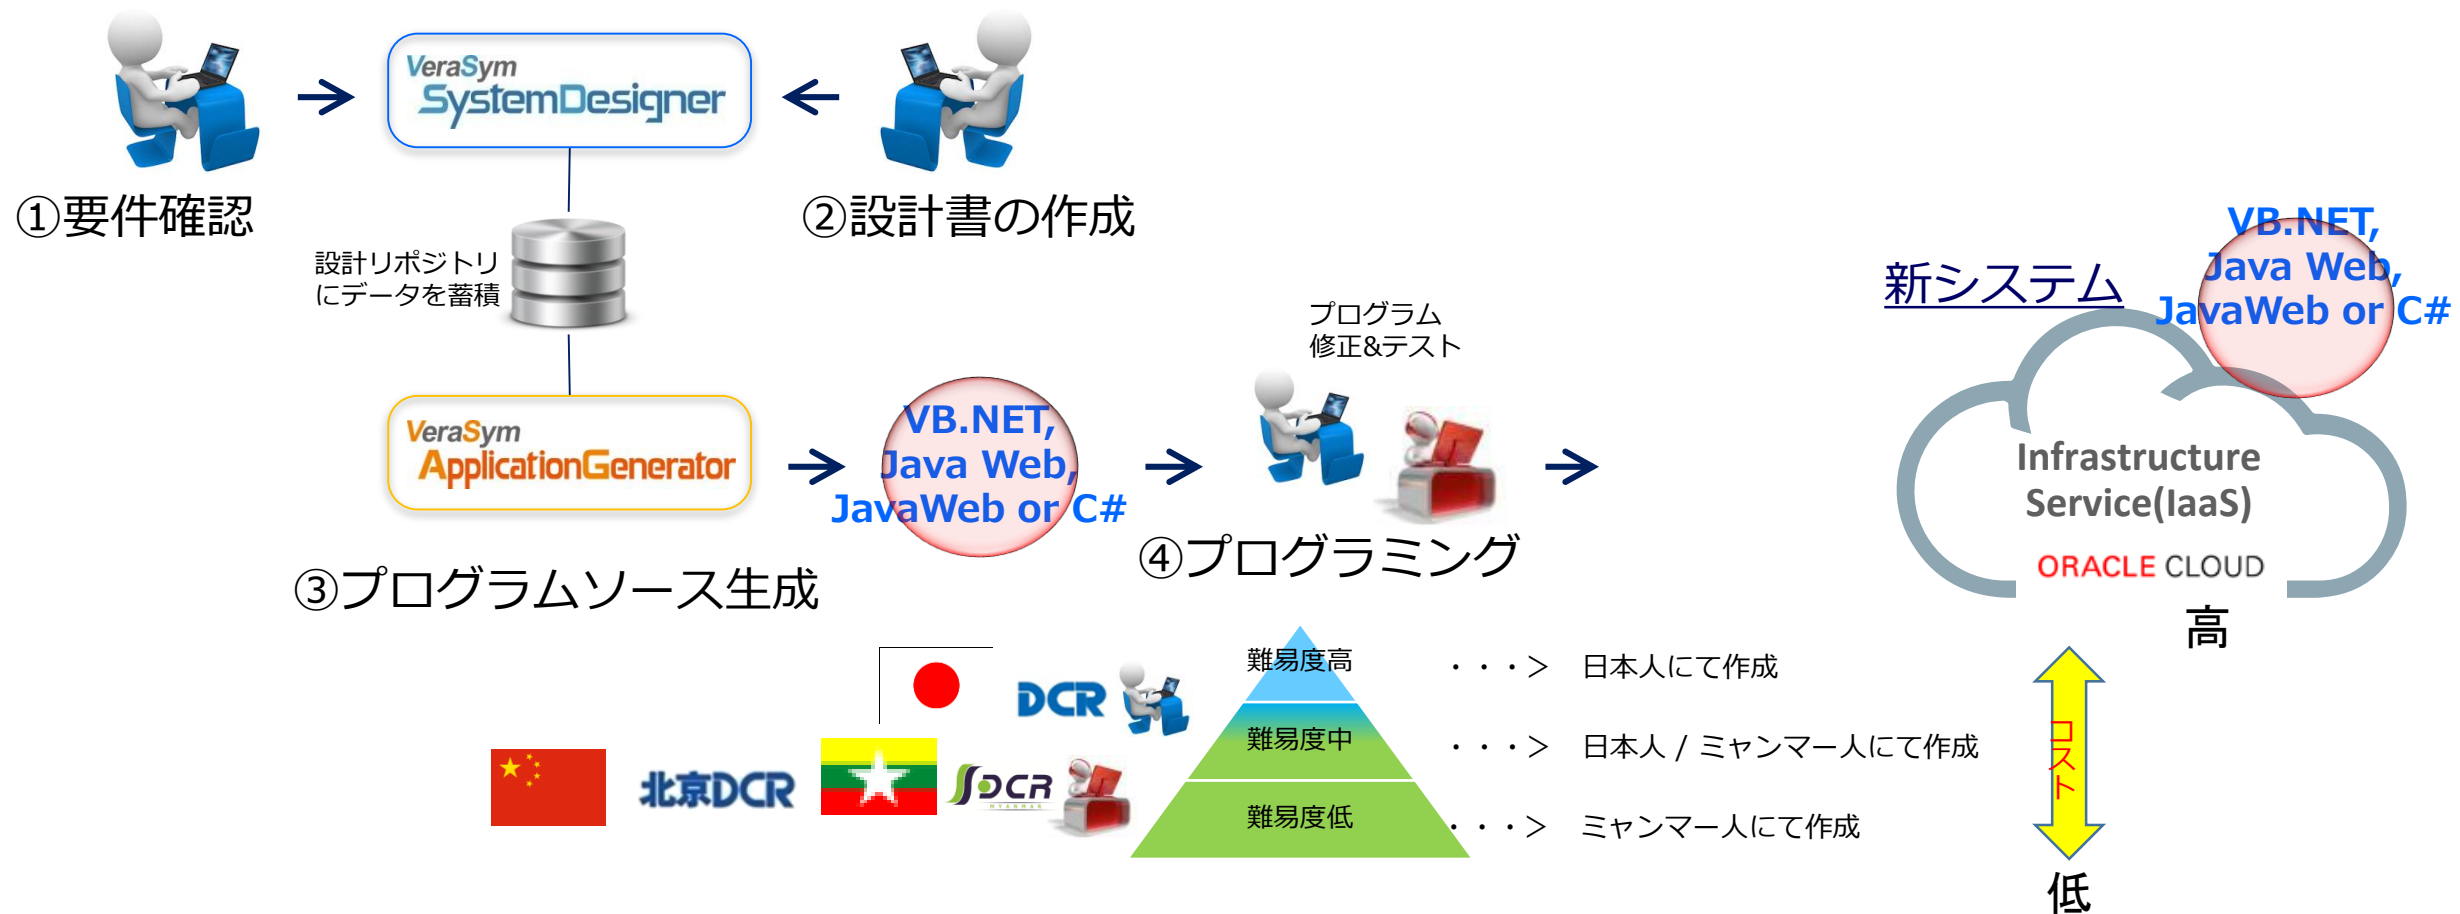 VeraSym
SystemDesigner
①要件確認
②設計書の作成
設計リポジトリ
にデータを蓄積
VeraSym
ApplicationGenerator
③プログラムソース生成
VB.NET,
Java Web,
JavaWeb or C#
プログラム
修正&テスト
④プログラミング
新システム
VB.NET,
Java Web,
JavaWeb or C#
Infrastructure
Service(IaaS)
ORACLE CLOUD
DCR
北京DCR
DCR
MYANMAR
難易度高
・・・＞ 日本人にて作成
難易度中
・・・＞ 日本人 / ミャンマー人にて作成
難易度低
・・・＞ ミャンマー人にて作成
高
コスト
低